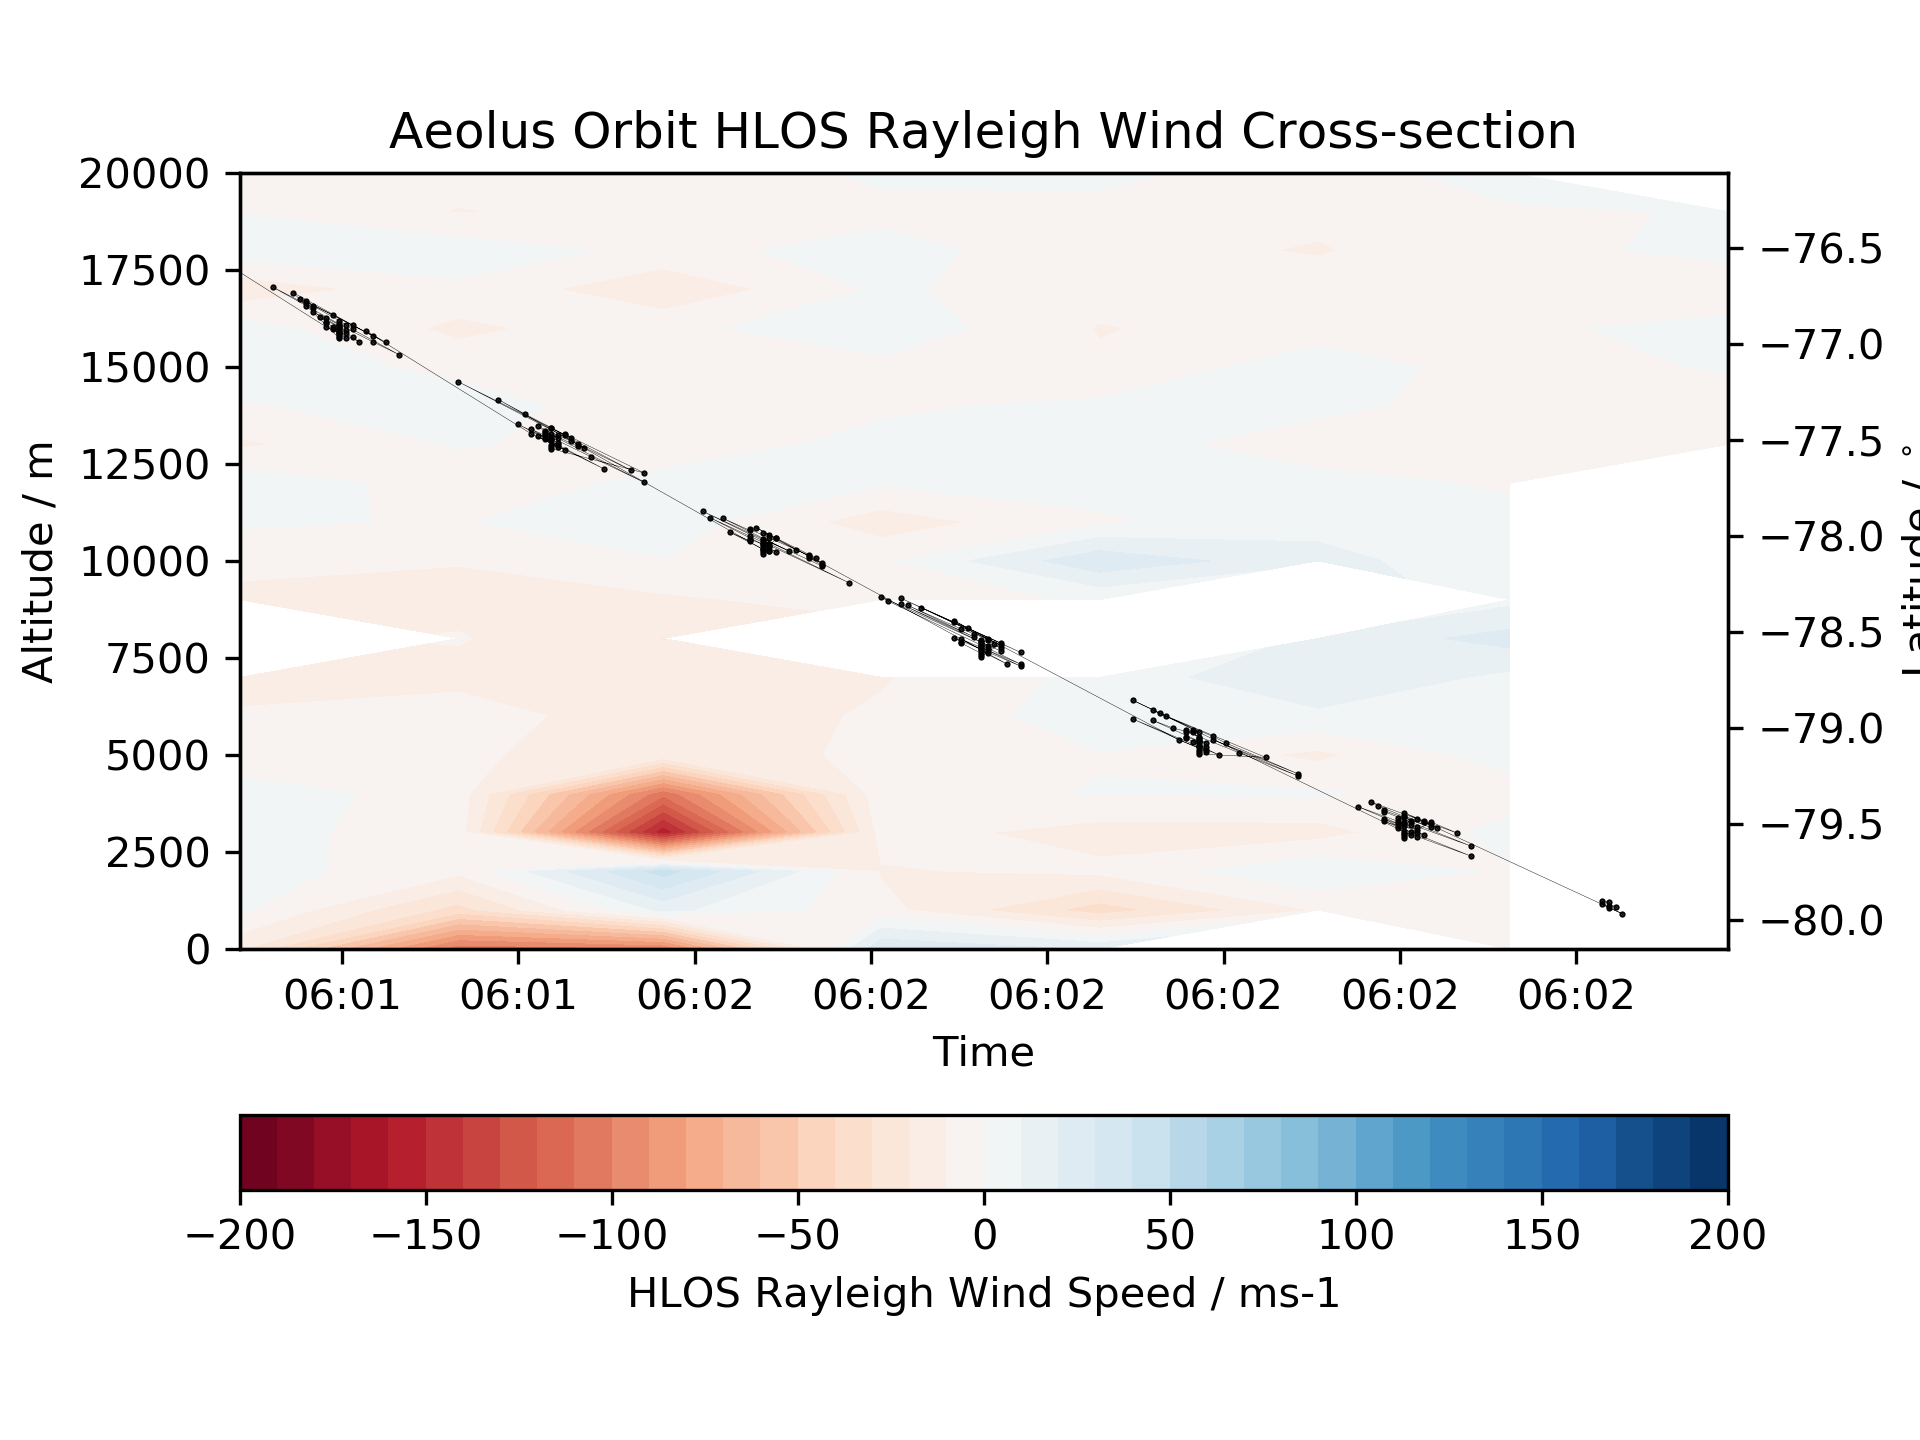 Aeolus Orbit HLOS Rayleigh Wind Cross-section
20000
17500
15000
12500
10000
7500
5000
2500
0
Altitude / m
−76.5
−77.0
−77.5
−78.0
−78.5
−79.0
−79.5
−80.0
Latitude / °
06:01 06:01 06:02 06:02 06:02 06:02 06:02 06:02
Time
−200 −150 −100 −50 0 50 100 150 200
HLOS Rayleigh Wind Speed / ms-1